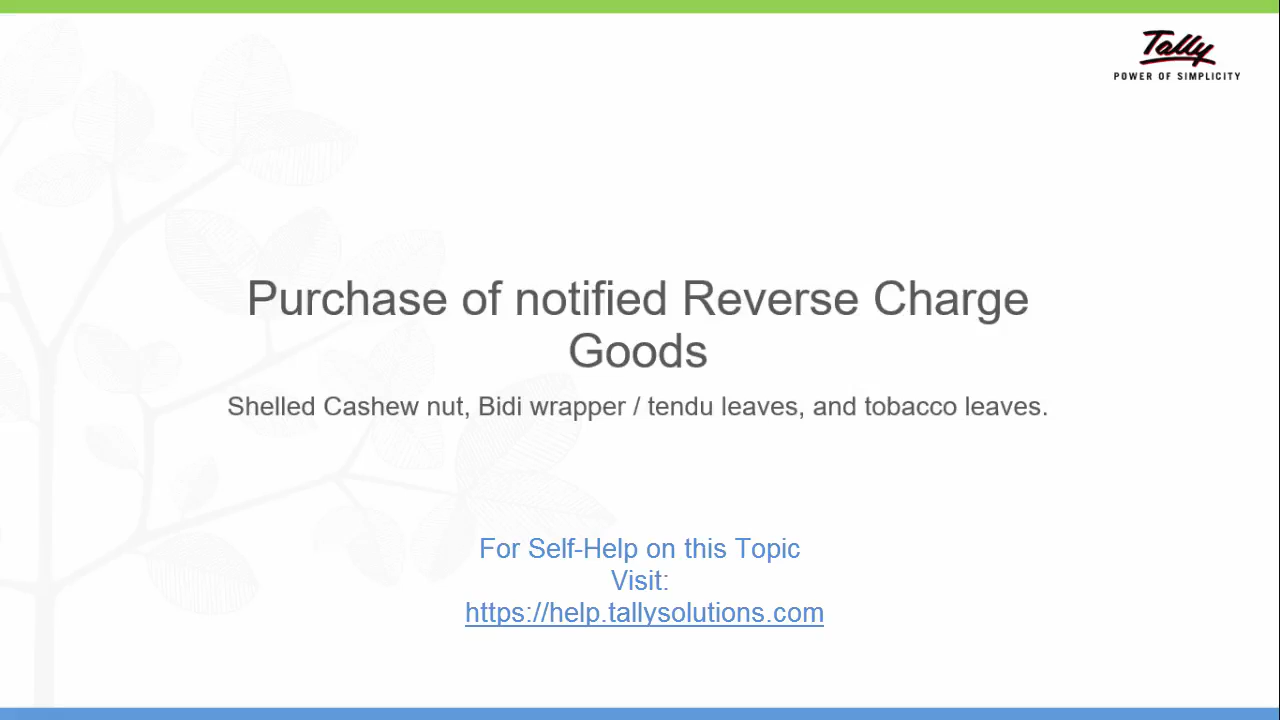 Tally
POWER OF SIMPLICITY
Purchase of notified Reverse Charge
Goods
Shelled Cashew nut, Bidi wrapper / tendu leaves, and tobacco leaves.
For Self-Help on this Topic
Visit:
https://help.tallysolutions.com